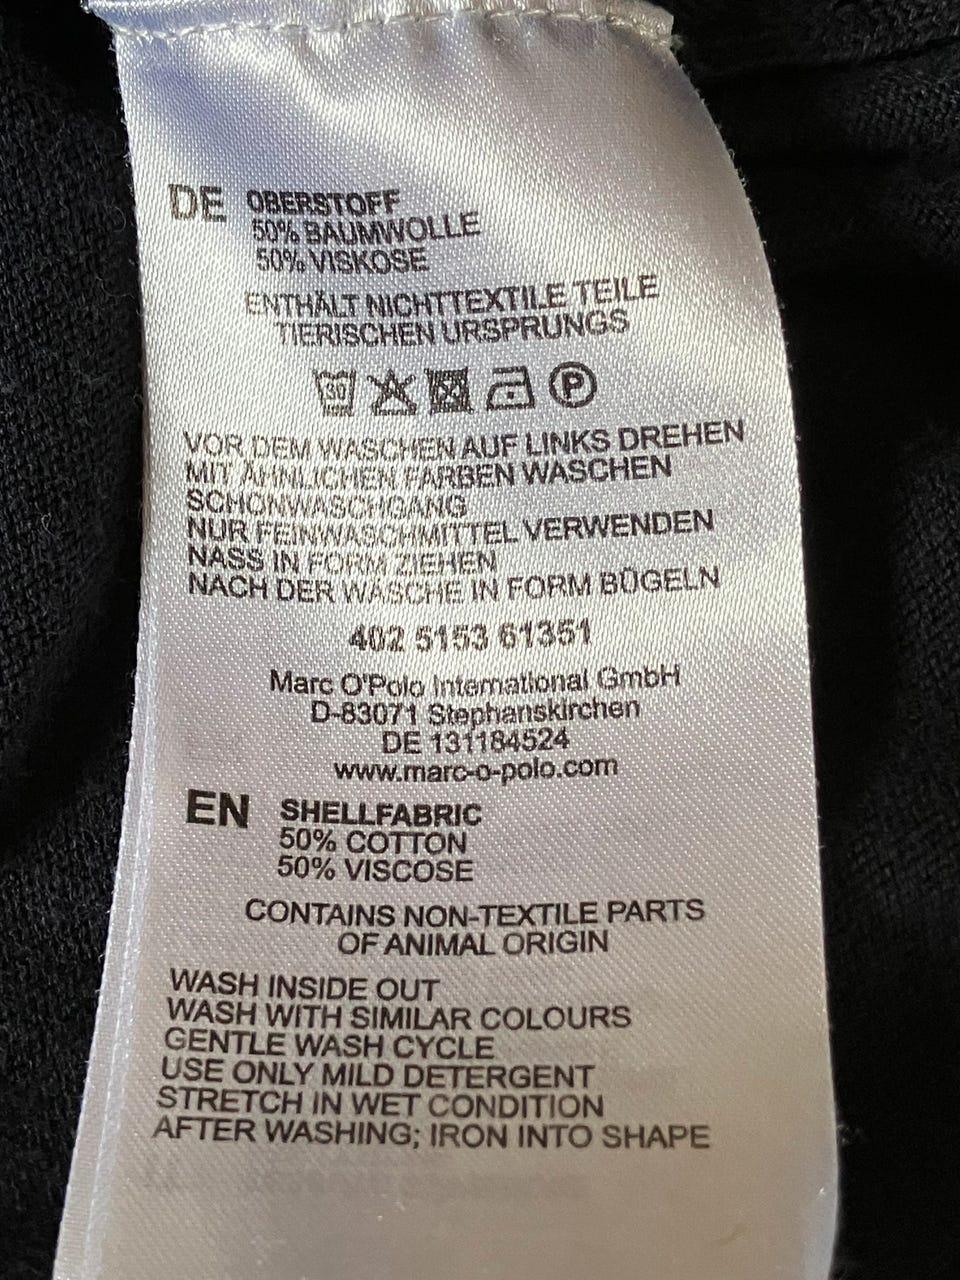 DE OBERSTOFF
50% BAUMWOLLE
50% VISKOSE
ENTHÄLT NICHTTEXTILE TEILE
TIERISCHEN URSPRUNGS
30 P
VOR DEM WASCHEN AUF LINKS DREHEN
MIT ÄHNLICHEN FARBEN WASCHEN
SCHONWASCHGANG
NUR FEINWASCHMITTEL VERWENDEN
NASS IN FORM ZIEHEN
NACH DER WÄSCHE IN FORM BÜGELN
402 5153 61351
Marc O'Polo International GmbH
D-83071 Stephanskirchen
DE 131184524
www.marc-o-polo.com
EN SHELLFABRIC
50% COTTON
50% VISCOSE
CONTAINS NON-TEXTILE PARTS
OF ANIMAL ORIGIN
WASH INSIDE OUT
WASH WITH SIMILAR COLOURS
GENTLE WASH CYCLE
USE ONLY MILD DETERGENT
STRETCH IN WET CONDITION
AFTER WASHING; IRON INTO SHAPE